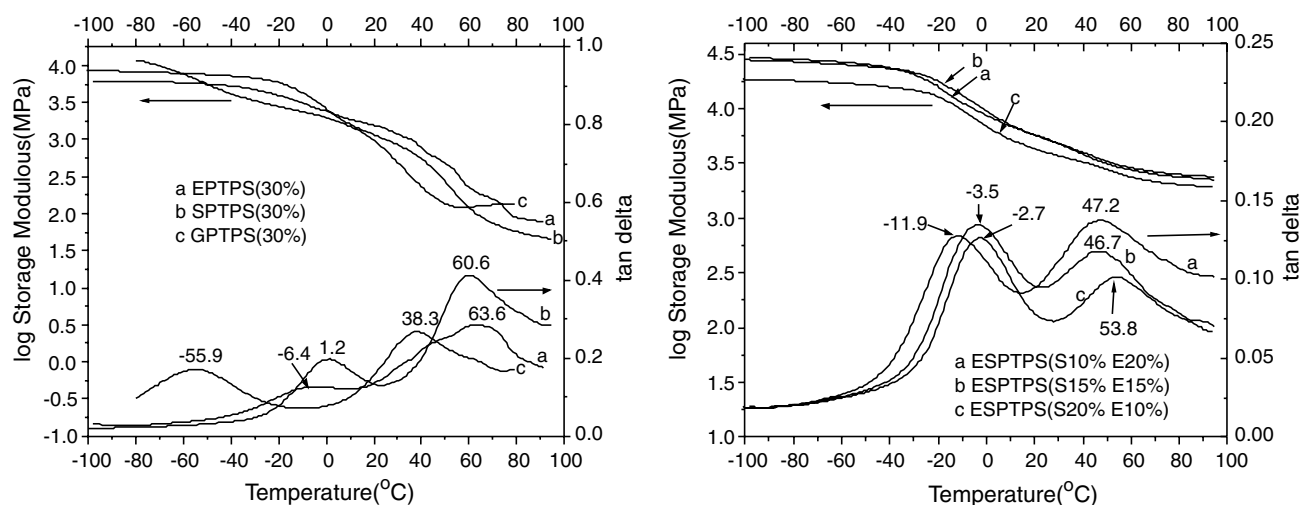 -100 -80 -60 -40 -20 0 20 40 60 80 100
log Storage Modulous(MPa)
4.0
3.5
3.0
2.5
2.0
1.5
1.0
0.5
0.0
-0.5
-1.0
a EPTPS(30%)
b SPTPS(30%)
c GPTPS(30%)
c
a
b
60.6
63.6
38.3
-55.9
-6.4
1.2
b
a
c
1.0
0.8
0.6
0.4
0.2
0.0
tan delta
-100 -80 -60 -40 -20 0 20 40 60 80 100
Temperature(°C)
-100 -80 -60 -40 -20 0 20 40 60 80 100
log Storage Modulous(MPa)
4.5
4.0
3.5
3.0
2.5
2.0
1.5
1.0
b
a
c
-3.5
-11.9
-2.7
47.2
46.7
53.8
a
b
c
a ESPTPS(S10% E20%)
b ESPTPS(S15% E15%)
c ESPTPS(S20% E10%)
0.25
0.20
0.15
0.10
0.05
0.00
tan delta
-100 -80 -60 -40 -20 0 20 40 60 80 100
Temperature(°C)